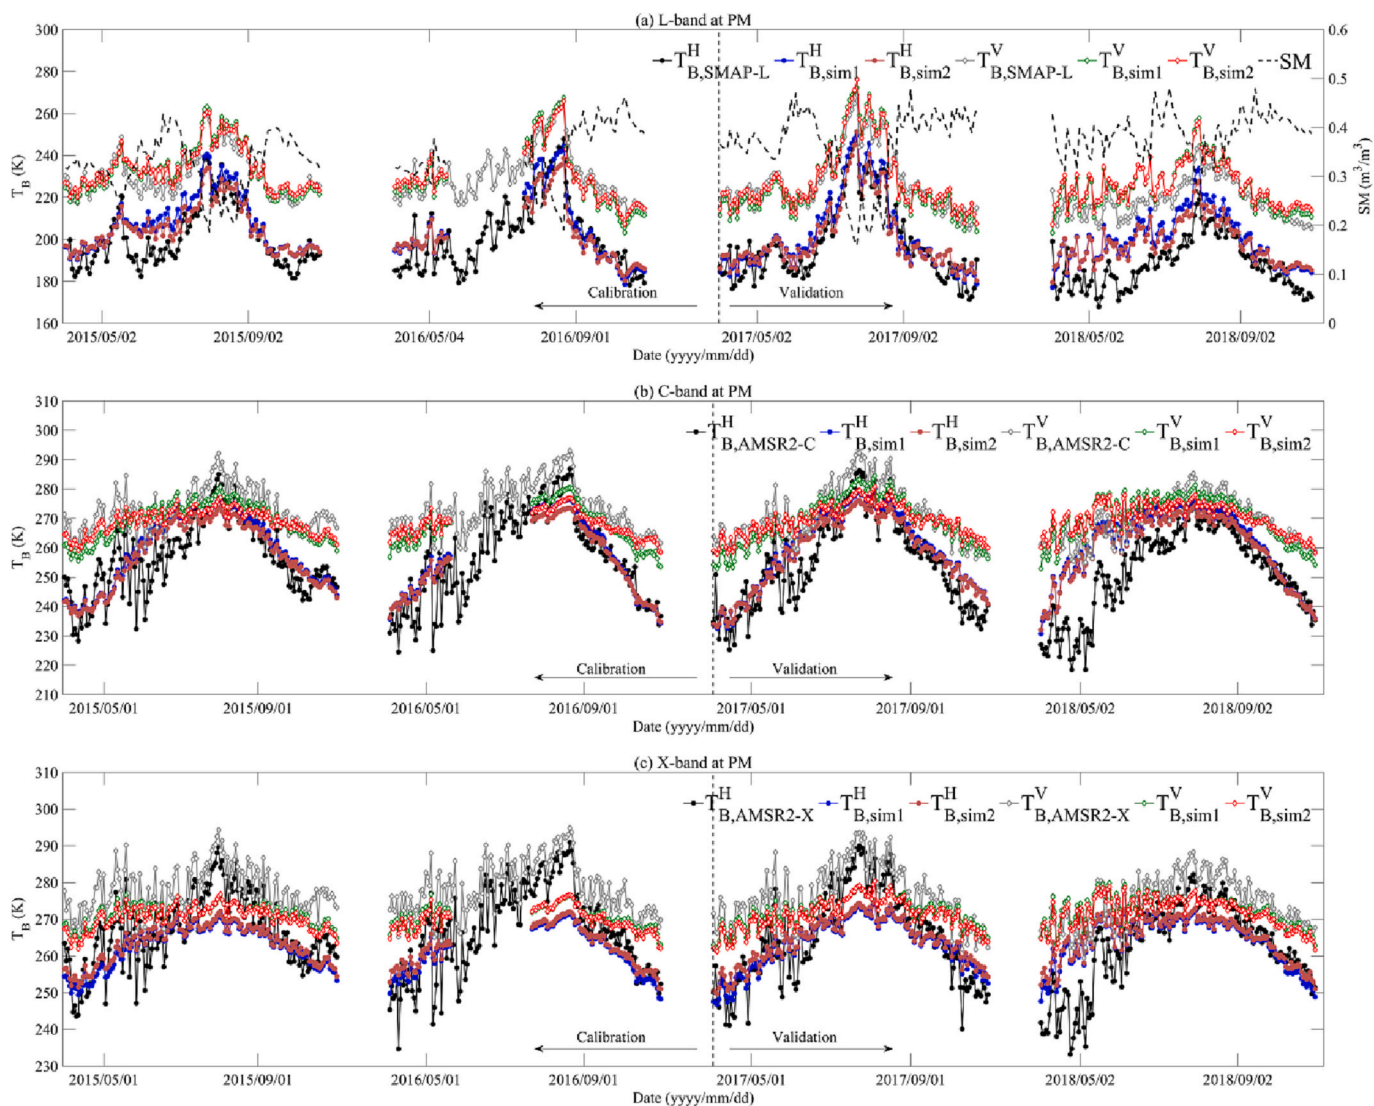 (a) L-band at PM
300 280 260 240 220 200 180 160
T_B (K)
T^H_B,SMAP-L T^H_B,sim1 T^H_B,sim2 T^V_B,SMAP-L T^V_B,sim1 T^V_B,sim2 SM
0.6 0.5 0.4 0.3 0.2 0.1 0
SM (m³/m³)
Calibration Validation
2015/05/02 2015/09/02 2016/05/04 2016/09/01 2017/05/02 2017/09/02 2018/05/02 2018/09/02
Date (yyyy/mm/dd)
(b) C-band at PM
310 300 290 280 270 260 250 240 230 220 210
T_B (K)
T^H_B,AMSR2-C T^H_B,sim1 T^H_B,sim2 T^V_B,AMSR2-C T^V_B,sim1 T^V_B,sim2
Calibration Validation
2015/05/01 2015/09/01 2016/05/01 2016/09/01 2017/05/01 2017/09/01 2018/05/02 2018/09/02
Date (yyyy/mm/dd)
(c) X-band at PM
310 300 290 280 270 260 250 240 230
T_B (K)
T^H_B,AMSR2-X T^H_B,sim1 T^H_B,sim2 T^V_B,AMSR2-X T^V_B,sim1 T^V_B,sim2
Calibration Validation
2015/05/01 2015/09/01 2016/05/01 2016/09/01 2017/05/01 2017/09/01 2018/05/02 2018/09/02
Date (yyyy/mm/dd)